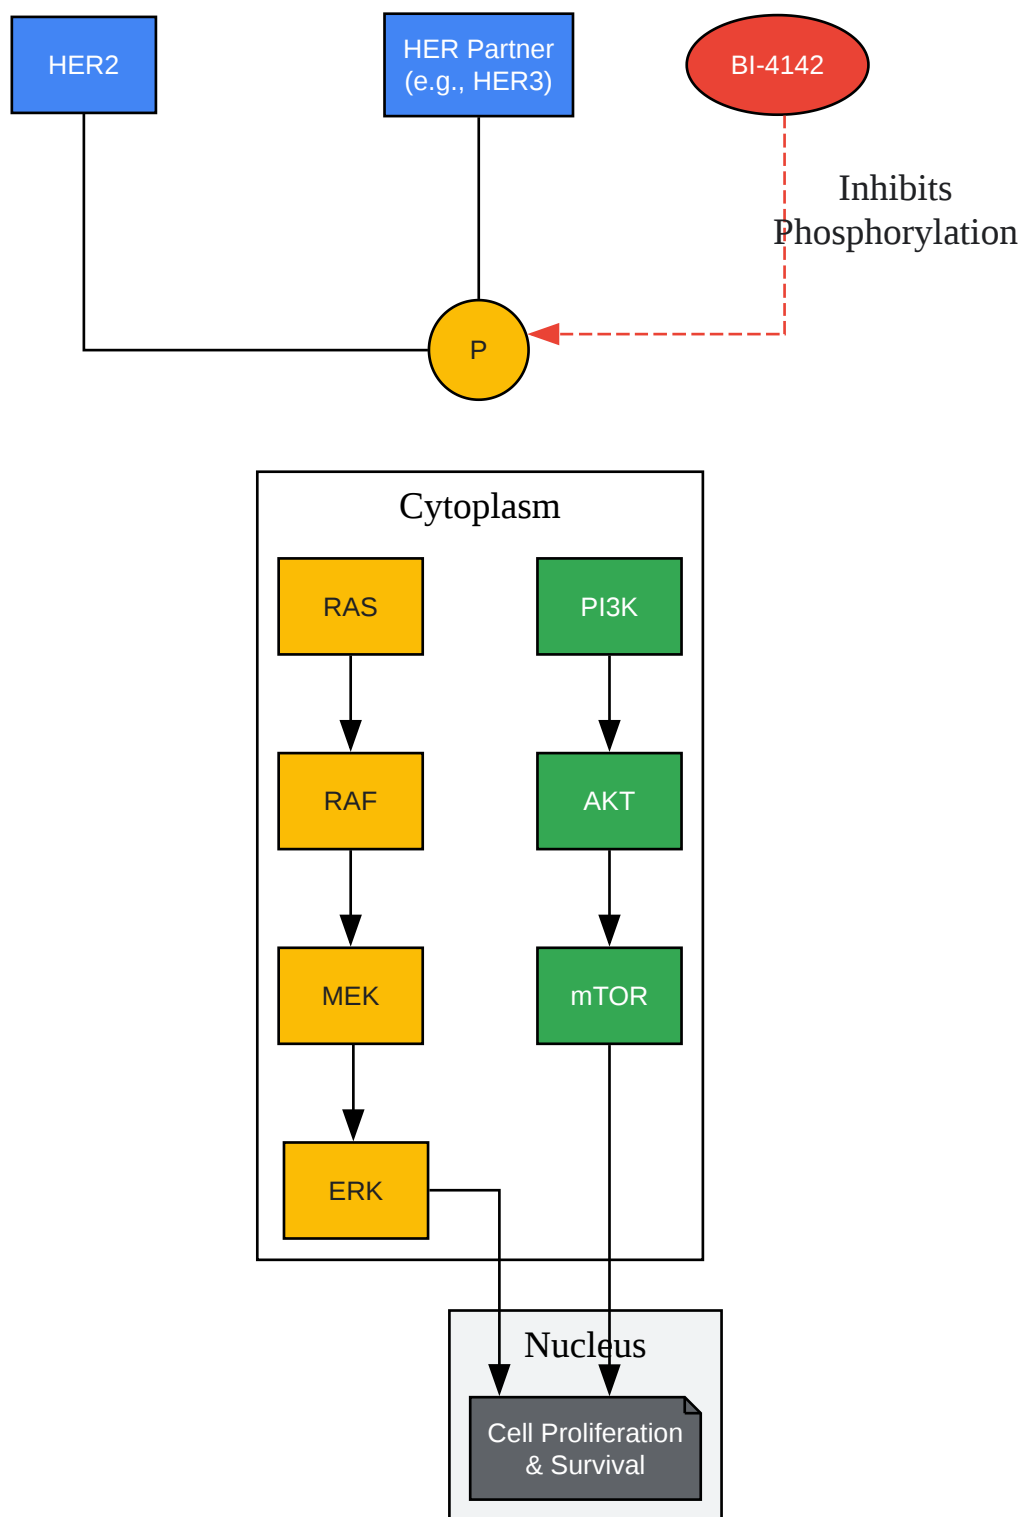 HER2
HER Partner
(e.g., HER3)
BI-4142
Inhibits
Phosphorylation
P
Cytoplasm
RAS
PI3K
RAF
AKT
MEK
mTOR
ERK
Nucleus
Cell Proliferation
& Survival